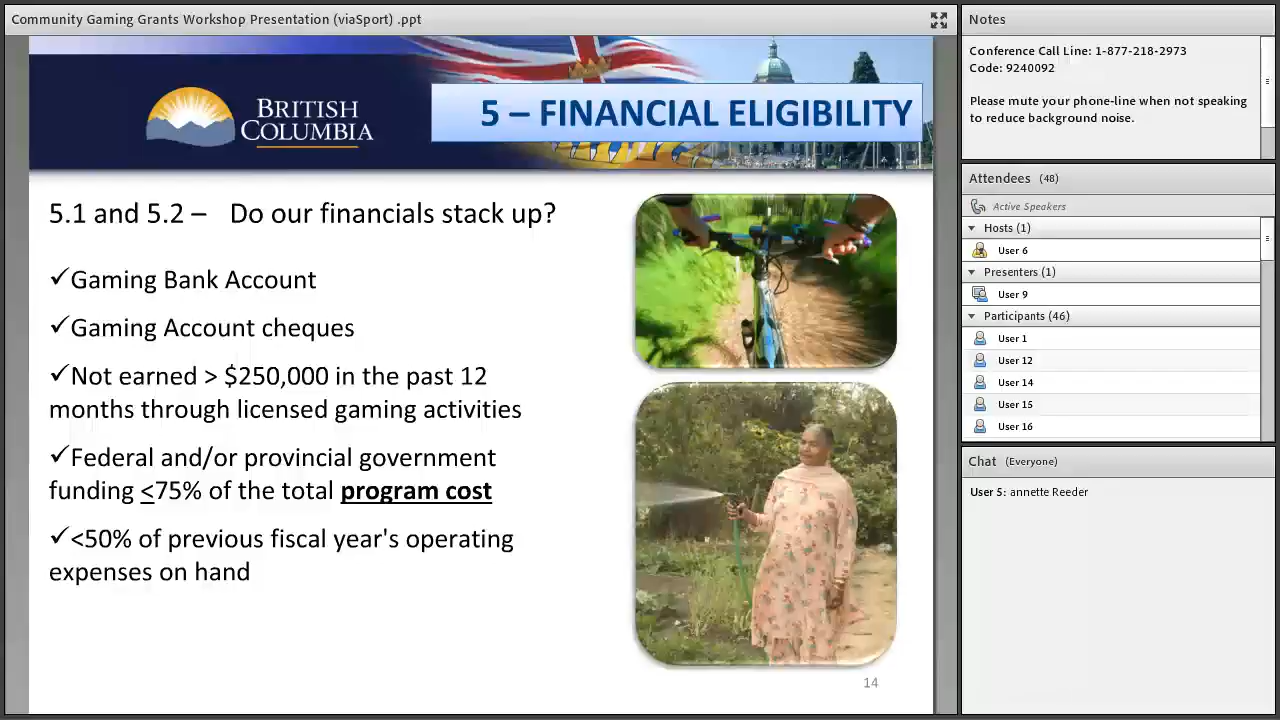 Community Gaming Grants Workshop Presentation (viaSport) .ppt
BRITISH
COLUMBIA
5 – FINANCIAL ELIGIBILITY
5.1 and 5.2 – Do our financials stack up?
✓Gaming Bank Account
✓Gaming Account cheques
✓Not earned > $250,000 in the past 12
months through licensed gaming activities
✓Federal and/or provincial government
funding <75% of the total program cost
✓<50% of previous fiscal year's operating
expenses on hand
14
Notes
Conference Call Line: 1-877-218-2973
Code: 9240092
Please mute your phone-line when not speaking
to reduce background noise.
Attendees (48)
Active Speakers
Hosts (1)
User 6
Presenters (1)
User 9
Participants (46)
User 1
User 12
User 14
User 15
User 16
Chat (Everyone)
User 5: annette Reeder